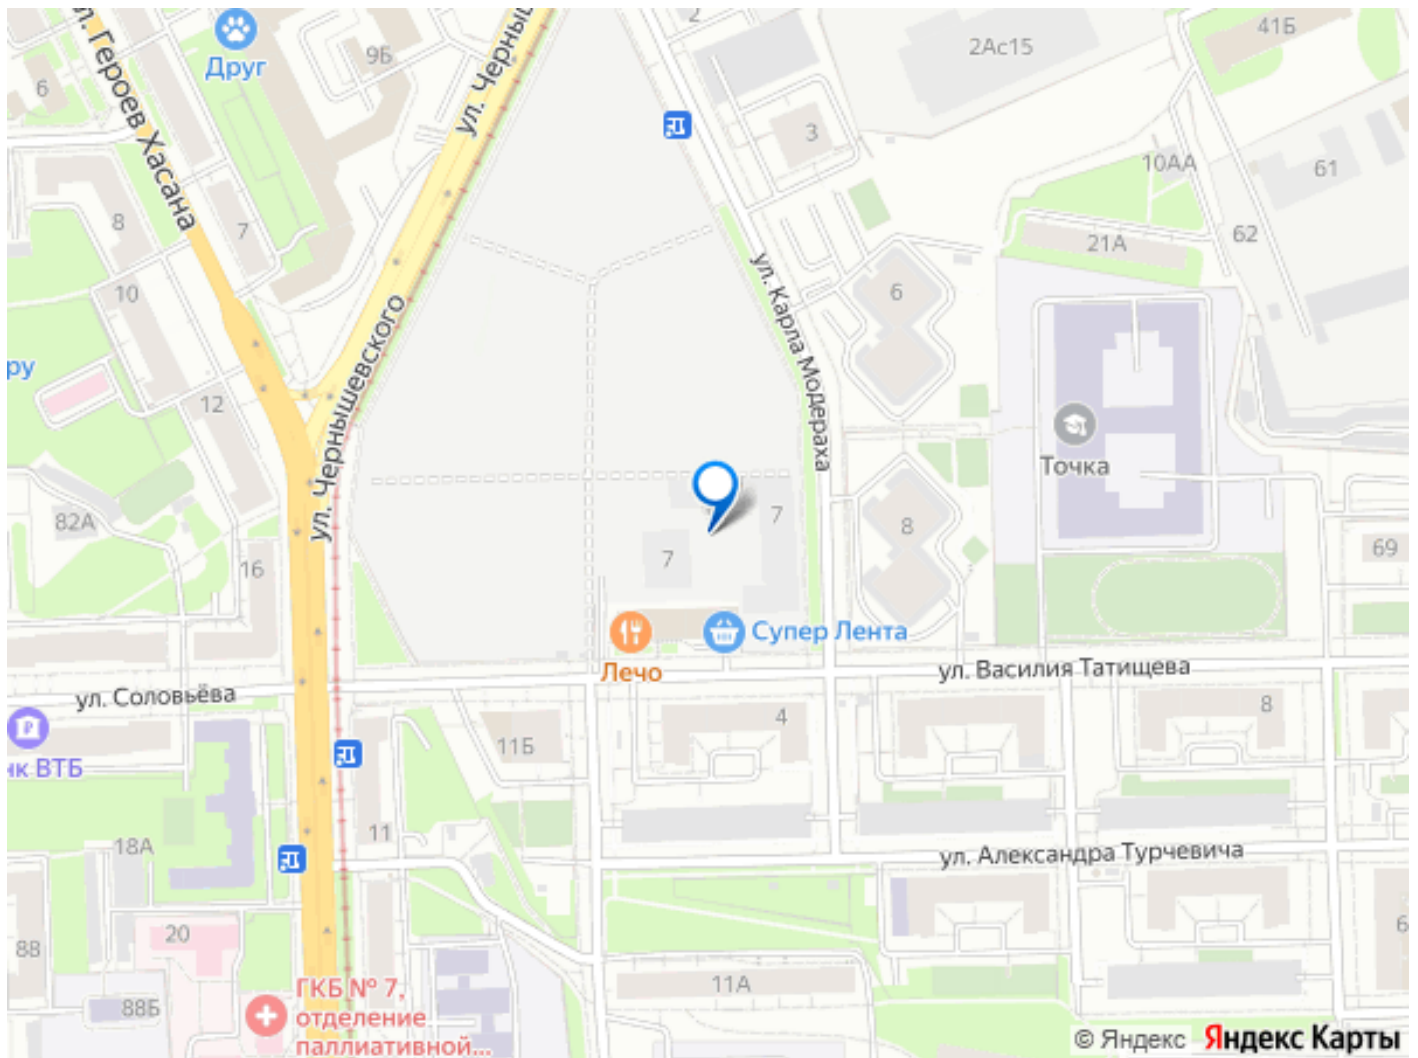 2
41Б
2Ас15
9Б
Друг
ул. Черныш
6
л. Героев Хасана
3
10АА
61
8
7
62
21А
10
ул. Карла Модераха
6
ул. Чернышевского
ру
12
Точка
82А
7
8
69
16
7
Супер Лента
Лечо
ул. Василия Татищева
ул. Соловьёва
4
8
11Б
нк ВТБ
11
18А
ул. Александра Турчевича
20
6
88
11А
ГКБ № 7,
отделение
паллиативной...
88Б
© Яндекс Яндекс Карты